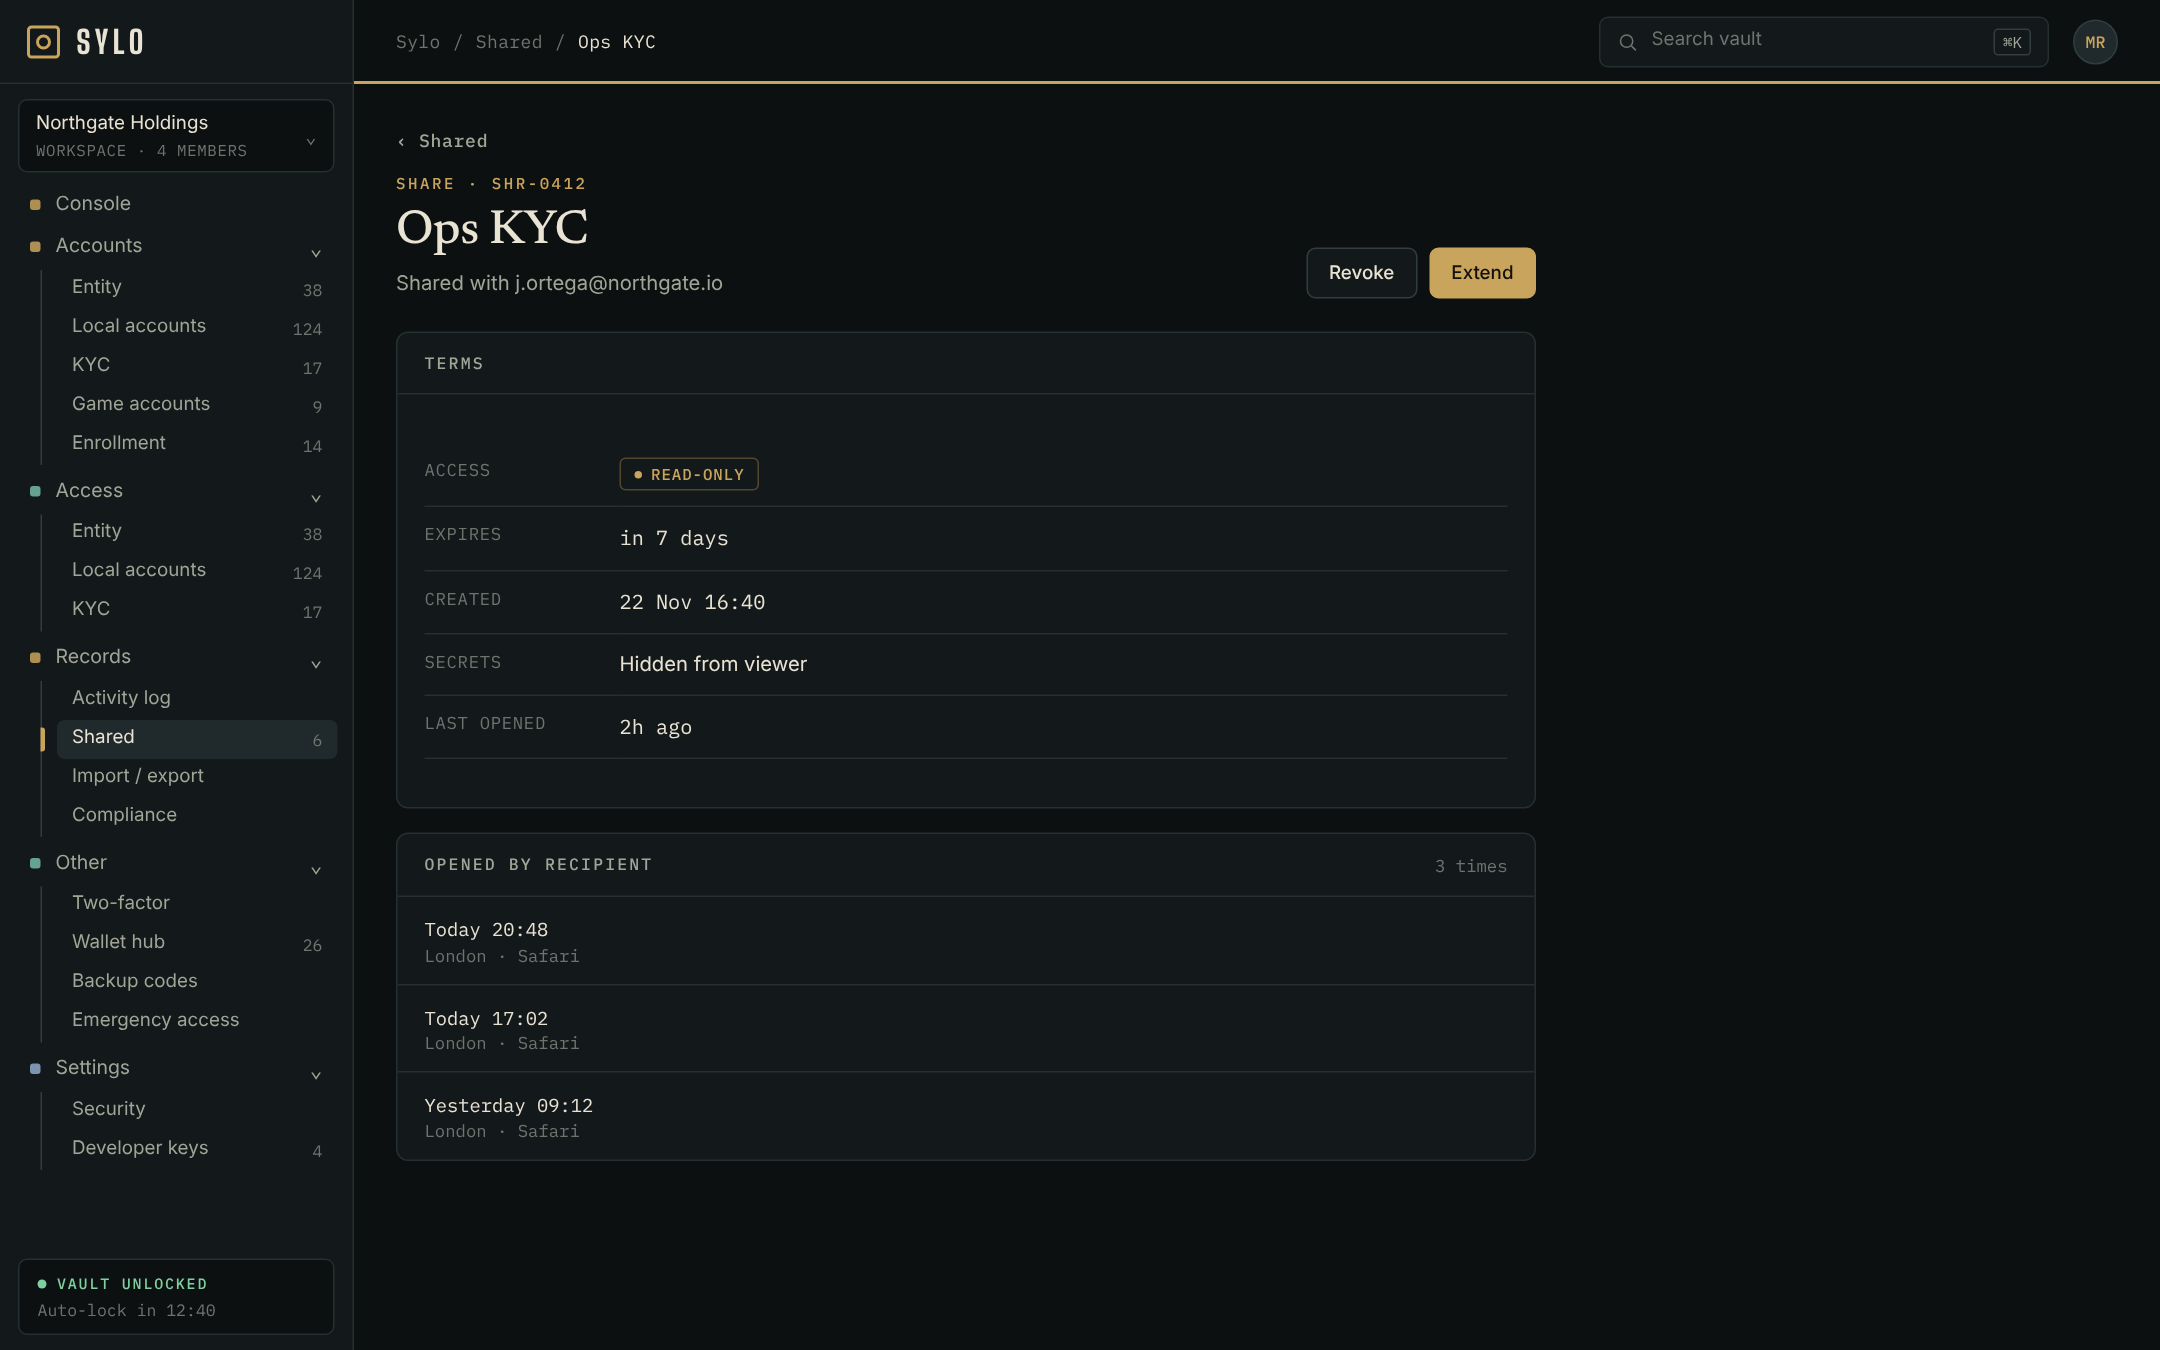 SYLO
Northgate Holdings
WORKSPACE · 4 MEMBERS
Console
Accounts
Entity 38
Local accounts 124
KYC 17
Game accounts 9
Enrollment 14
Access
Entity 38
Local accounts 124
KYC 17
Records
Activity log
Shared 6
Import / export
Compliance
Other
Two-factor
Wallet hub 26
Backup codes
Emergency access
Settings
Security
Developer keys 4
VAULT UNLOCKED
Auto-lock in 12:40
Sylo / Shared / Ops KYC
Search vault ⌘K
MR
‹ Shared
SHARE · SHR-0412
Ops KYC
Shared with j.ortega@northgate.io
Revoke Extend
TERMS
ACCESS READ-ONLY
EXPIRES in 7 days
CREATED 22 Nov 16:40
SECRETS Hidden from viewer
LAST OPENED 2h ago
OPENED BY RECIPIENT 3 times
Today 20:48
London · Safari
Today 17:02
London · Safari
Yesterday 09:12
London · Safari